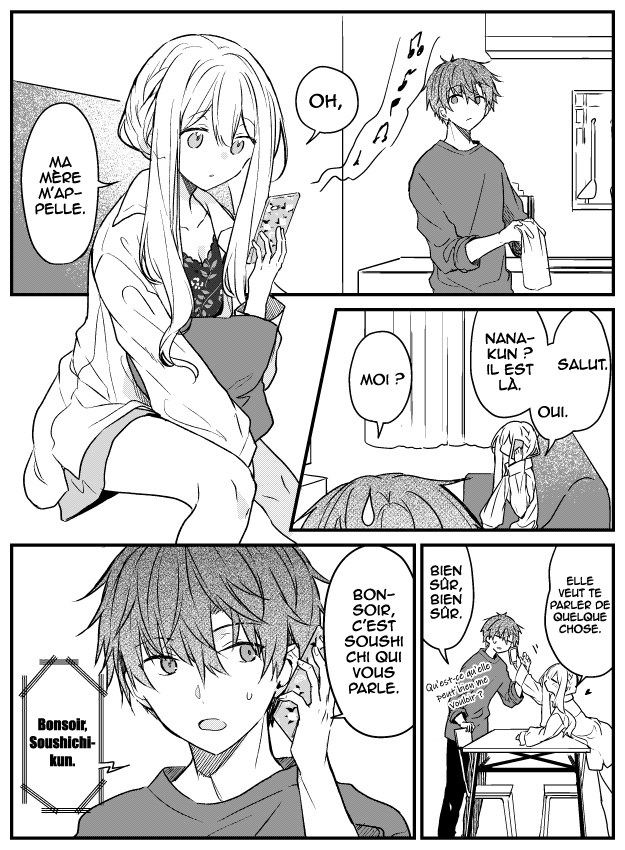 OH,
MA
MÈRE
M'AP-
PELLE.
SALUT.
NANA-
KUN ?
IL EST
LÀ.
OUI.
MOI ?
BIEN
SÛR,
BIEN
SÛR.
ELLE
VEUT TE
PARLER DE
QUELQUE
CHOSE.
Qu'est-ce qu'elle
peut bien me
vouloir ?
BON-
SOIR,
C'EST
SOUSHI
CHI QUI
VOUS
PARLE.
Bonsoir,
Soushichi-
kun.